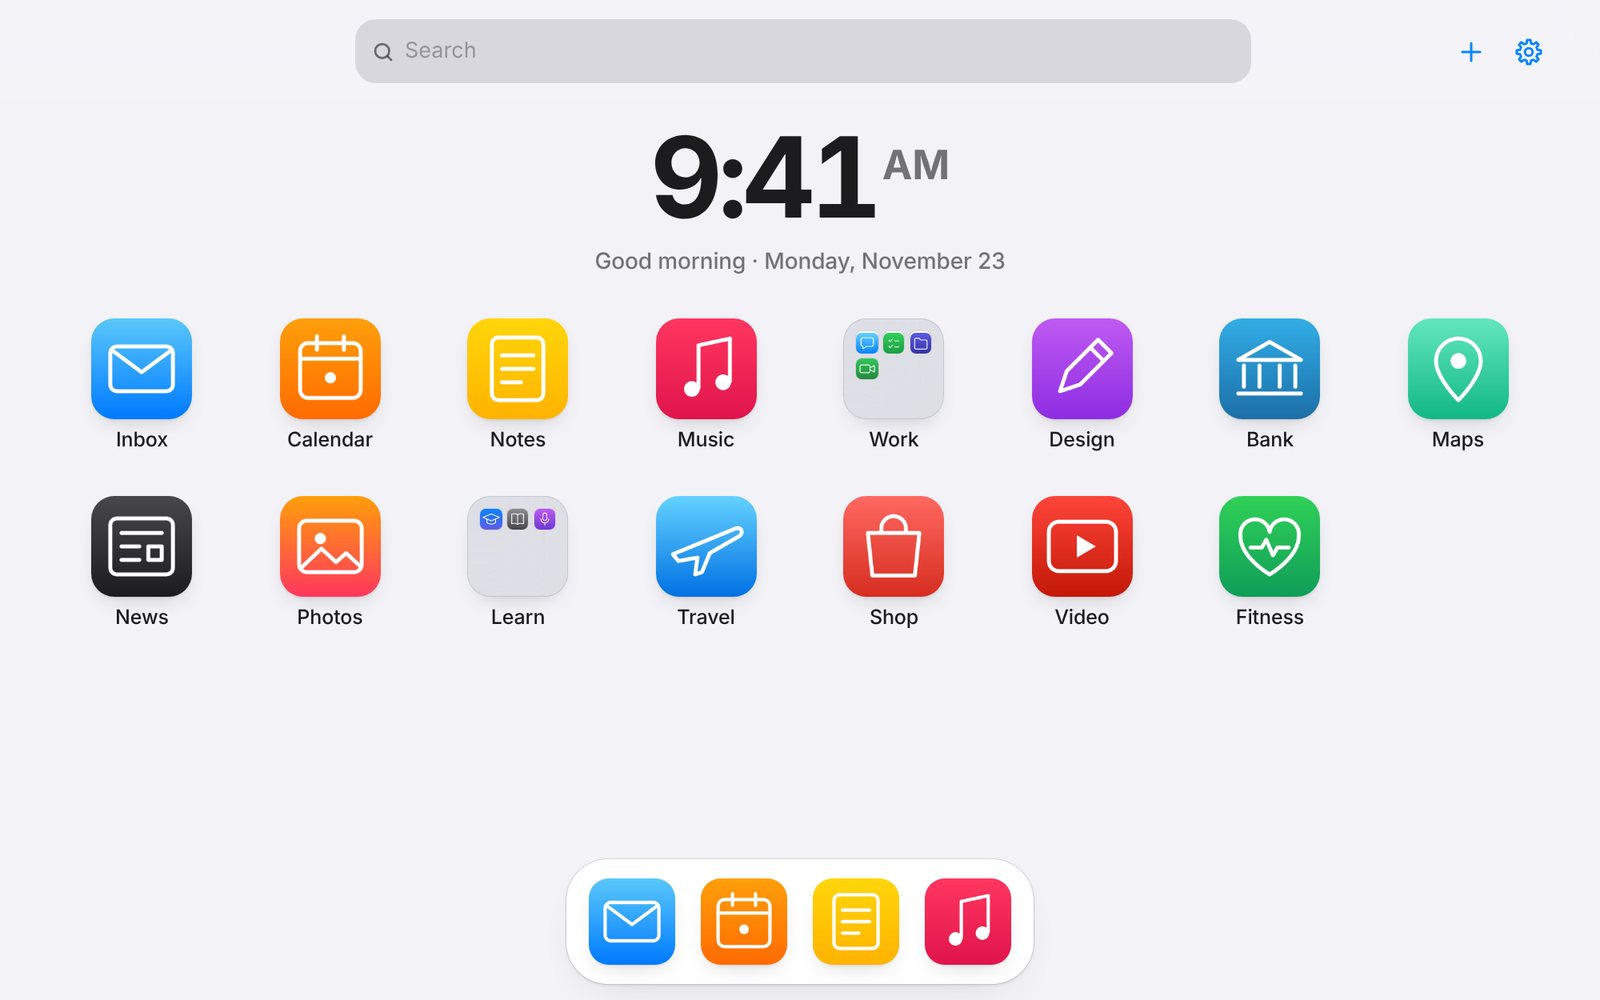 Search
9:41 AM
Good morning · Monday, November 23
Inbox
Calendar
Notes
Music
Work
Design
Bank
Maps
News
Photos
Learn
Travel
Shop
Video
Fitness